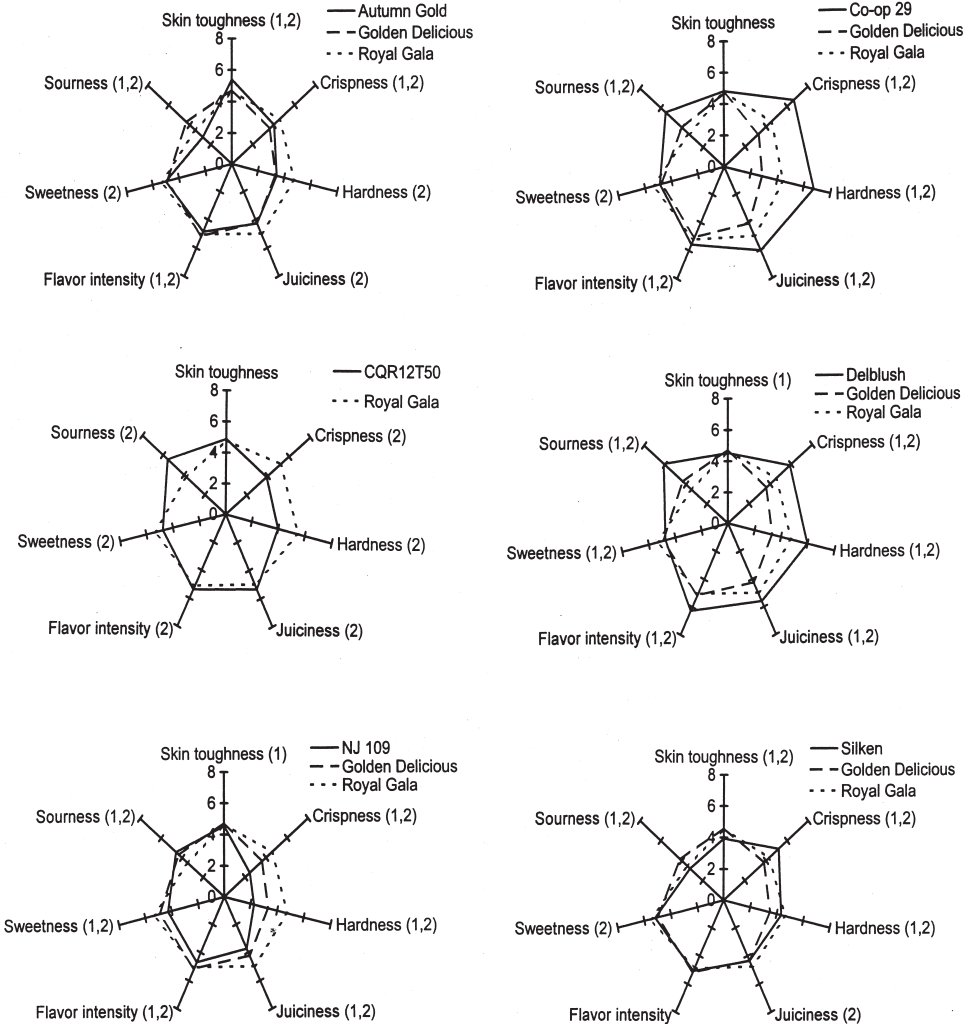 Skin toughness (1,2)
Autumn Gold
Golden Delicious
Royal Gala
Sourness (1,2)
Crispness (1,2)
8
6
4
2
0
Sweetness (2)
Hardness (2)
Flavor intensity (1,2)
Juiciness (2)
Skin toughness
Co-op 29
Golden Delicious
Royal Gala
Sourness (1,2)
Crispness (1,2)
8
6
4
2
0
Sweetness (2)
Hardness (1,2)
Flavor intensity (1,2)
Juiciness (1,2)
Skin toughness
CQR12T50
Royal Gala
Sourness (2)
Crispness (2)
8
6
4
2
0
Sweetness (2)
Hardness (2)
Flavor intensity (2)
Juiciness (2)
Skin toughness (1)
Delblush
Golden Delicious
Royal Gala
Sourness (1,2)
Crispness (1,2)
8
6
4
2
0
Sweetness (1,2)
Hardness (1,2)
Flavor intensity (1,2)
Juiciness (1,2)
Skin toughness (1)
NJ 109
Golden Delicious
Royal Gala
Sourness (1,2)
Crispness (1,2)
8
6
4
2
0
Sweetness (1,2)
Hardness (1,2)
Flavor intensity (1,2)
Juiciness (1,2)
Skin toughness (1,2)
Silken
Golden Delicious
Royal Gala
Sourness (1,2)
Crispness (1,2)
8
6
4
2
0
Sweetness (2)
Hardness (1,2)
Flavor intensity
Juiciness (2)